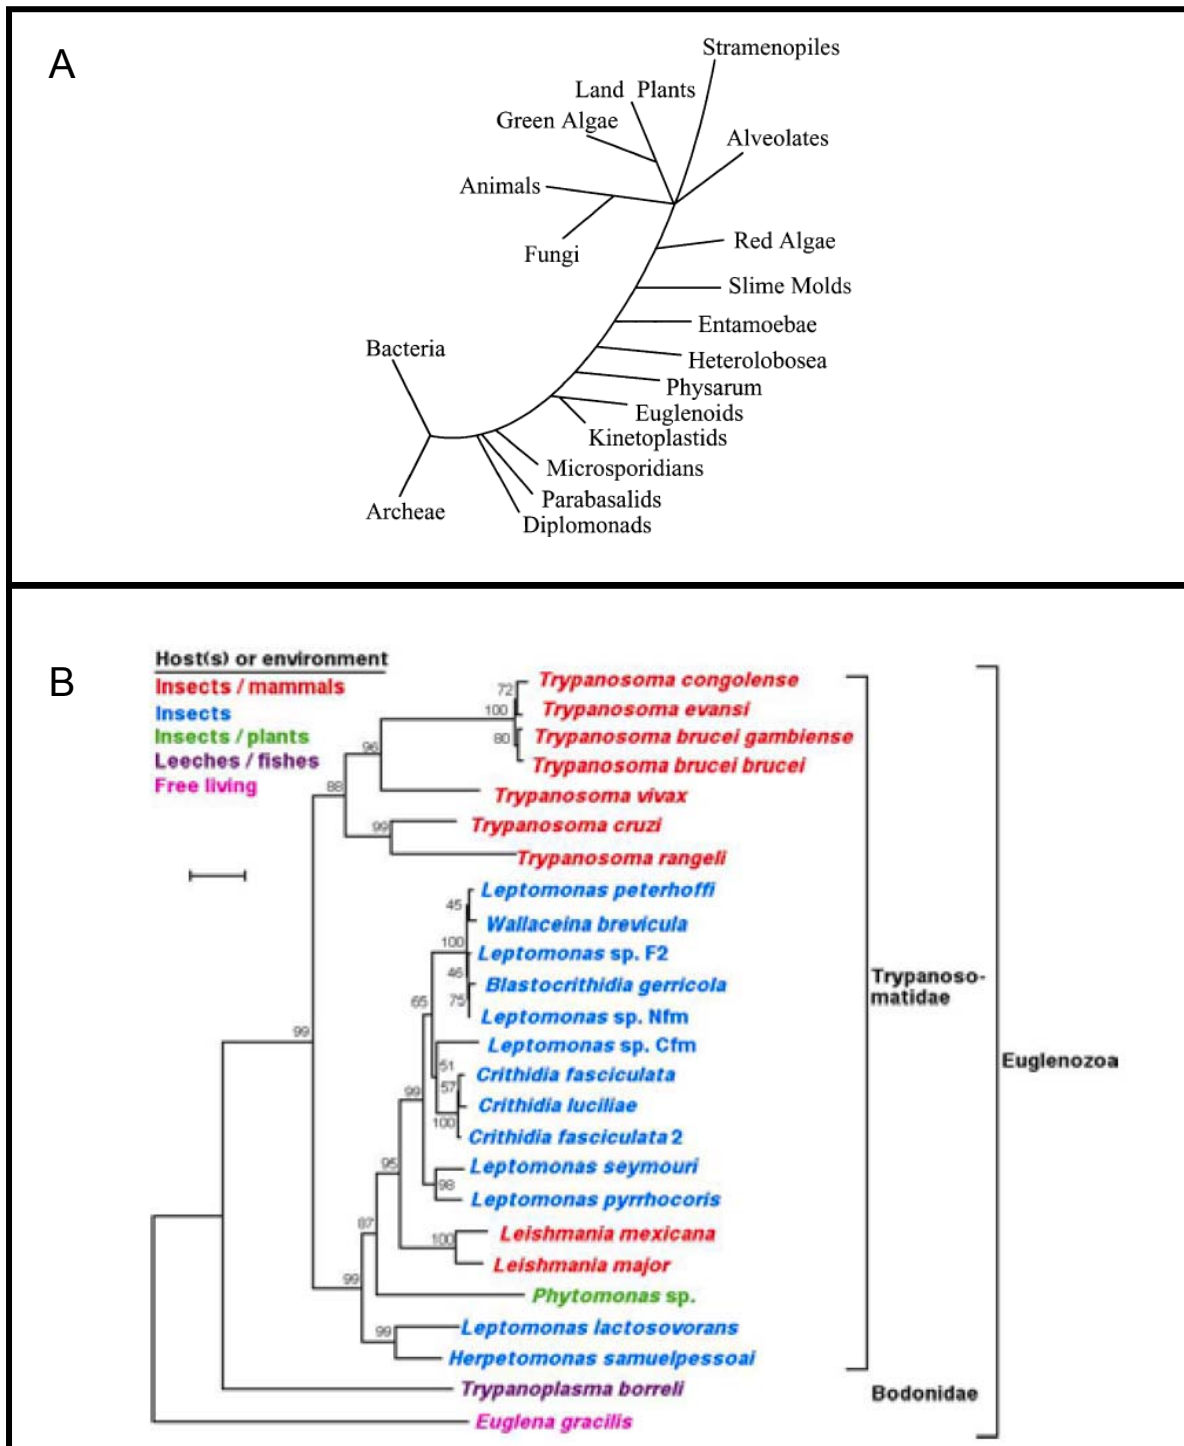 A
Stramenopiles
Land Plants
Green Algae
Alveolates
Animals
Fungi
Red Algae
Slime Molds
Entamoebae
Bacteria
Heterolobosea
Physarum
Euglenoids
Kinetoplastids
Microsporidians
Parabasalids
Archeae
Diplomonads
B
Host(s) or environment
Insects / mammals
Insects
Insects / plants
Leeches / fishes
Free living
72
100
80
96
88
99
Trypanosoma congolense
Trypanosoma evansi
Trypanosoma brucei gambiense
Trypanosoma brucei brucei
Trypanosoma vivax
Trypanosoma cruzi
Trypanosoma rangeli
45
100
46
75
65
51
57
100
99
98
95
100
87
99
99
99
Leptomonas peterhoffi
Wallaceina brevicula
Leptomonas sp. F2
Blastocrithidia gerricola
Leptomonas sp. Nfm
Leptomonas sp. Cfm
Crithidia fasciculata
Crithidia luciliae
Crithidia fasciculata 2
Leptomonas seymouri
Leptomonas pyrrhocoris
Leishmania mexicana
Leishmania major
Phytomonas sp.
Leptomonas lactosovorans
Herpetomonas samuelpessoai
Trypanoplasma borreli
Euglena gracilis
Trypanoso-
matidae
Bodonidae
Euglenozoa